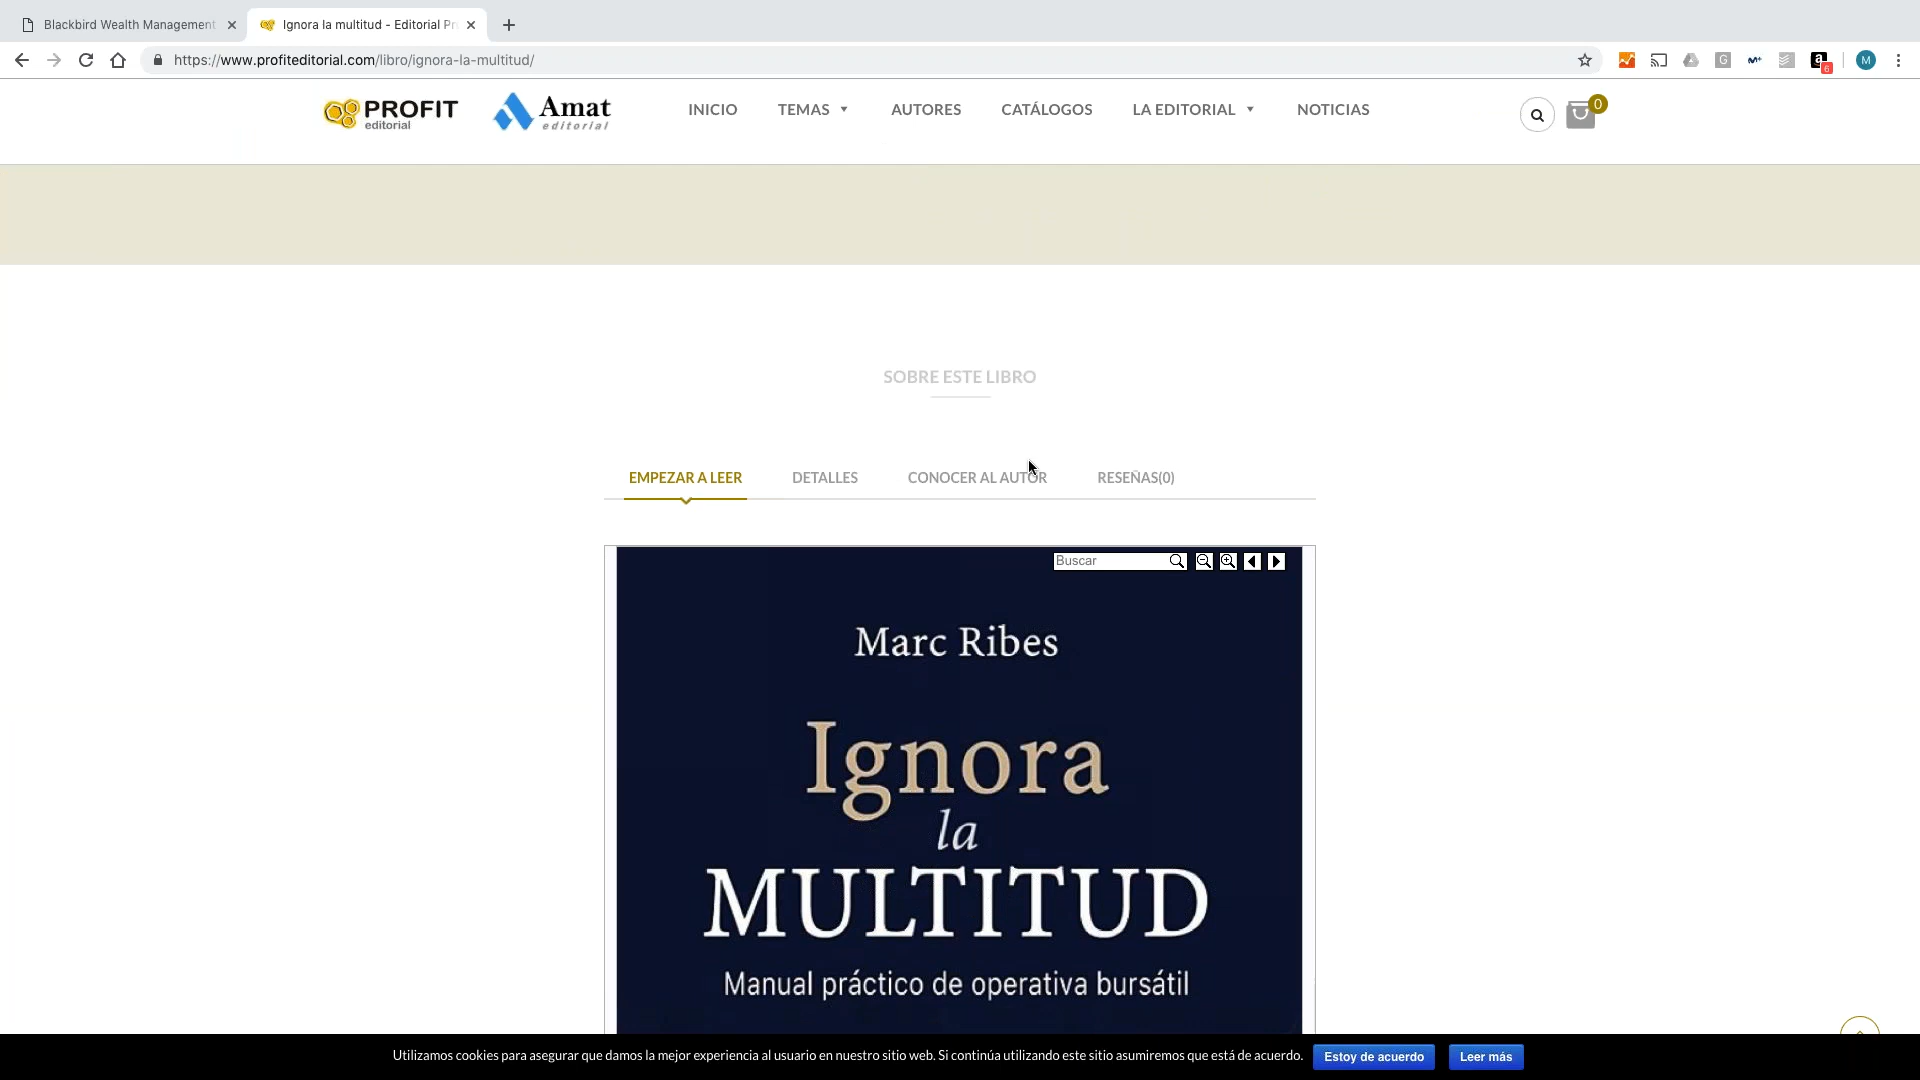 Blackbird Wealth Management
Ignora la multitud - Editorial Pr
https://www.profiteditorial.com/libro/ignora-la-multitud/
6
M
PROFIT
editorial
Amat
editorial
INICIO
TEMAS
AUTORES
CATÁLOGOS
LA EDITORIAL
NOTICIAS
0
SOBRE ESTE LIBRO
EMPEZAR A LEER
DETALLES
CONOCER AL AUTOR
RESEÑAS(0)
Buscar
Marc Ribes
Ignora
la
MULTITUD
Manual práctico de operativa bursátil
Utilizamos cookies para asegurar que damos la mejor experiencia al usuario en nuestro sitio web. Si continúa utilizando este sitio asumiremos que está de acuerdo.
Estoy de acuerdo
Leer más